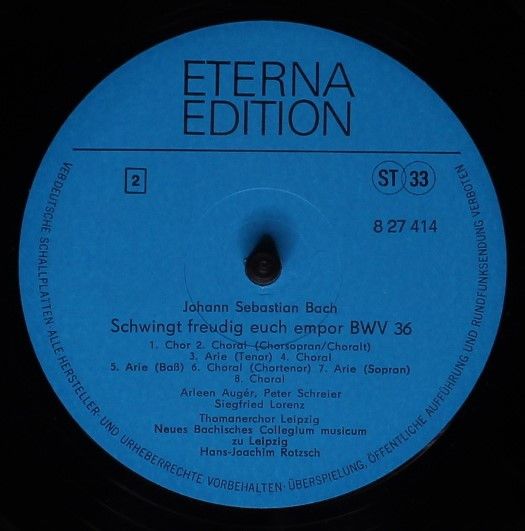 ETERNA
EDITION
2
ST 33
8 27 414
Johann Sebastian Bach
Schwingt freudig euch empor BWV 36
1. Chor 2. Choral (Chorsopran/Choralt)
3. Arie (Tenor) 4. Choral
5. Arie (Baß) 6. Choral (Chortenor) 7. Arie (Sopran)
8. Choral
Arleen Augér, Peter Schreier
Siegfried Lorenz
Thomanerchor Leipzig
Neues Bachisches Collegium musicum
zu Leipzig
Hans-Joachim Rotzsch
VEB DEUTSCHE SCHALLPLATTEN · ALLE HERSTELLER- UND URHEBERRECHTE VORBEHALTEN · ÜBERSPIELUNG, ÖFFENTLICHE AUFFÜHRUNG UND RUNDFUNKSENDUNG VERBOTEN